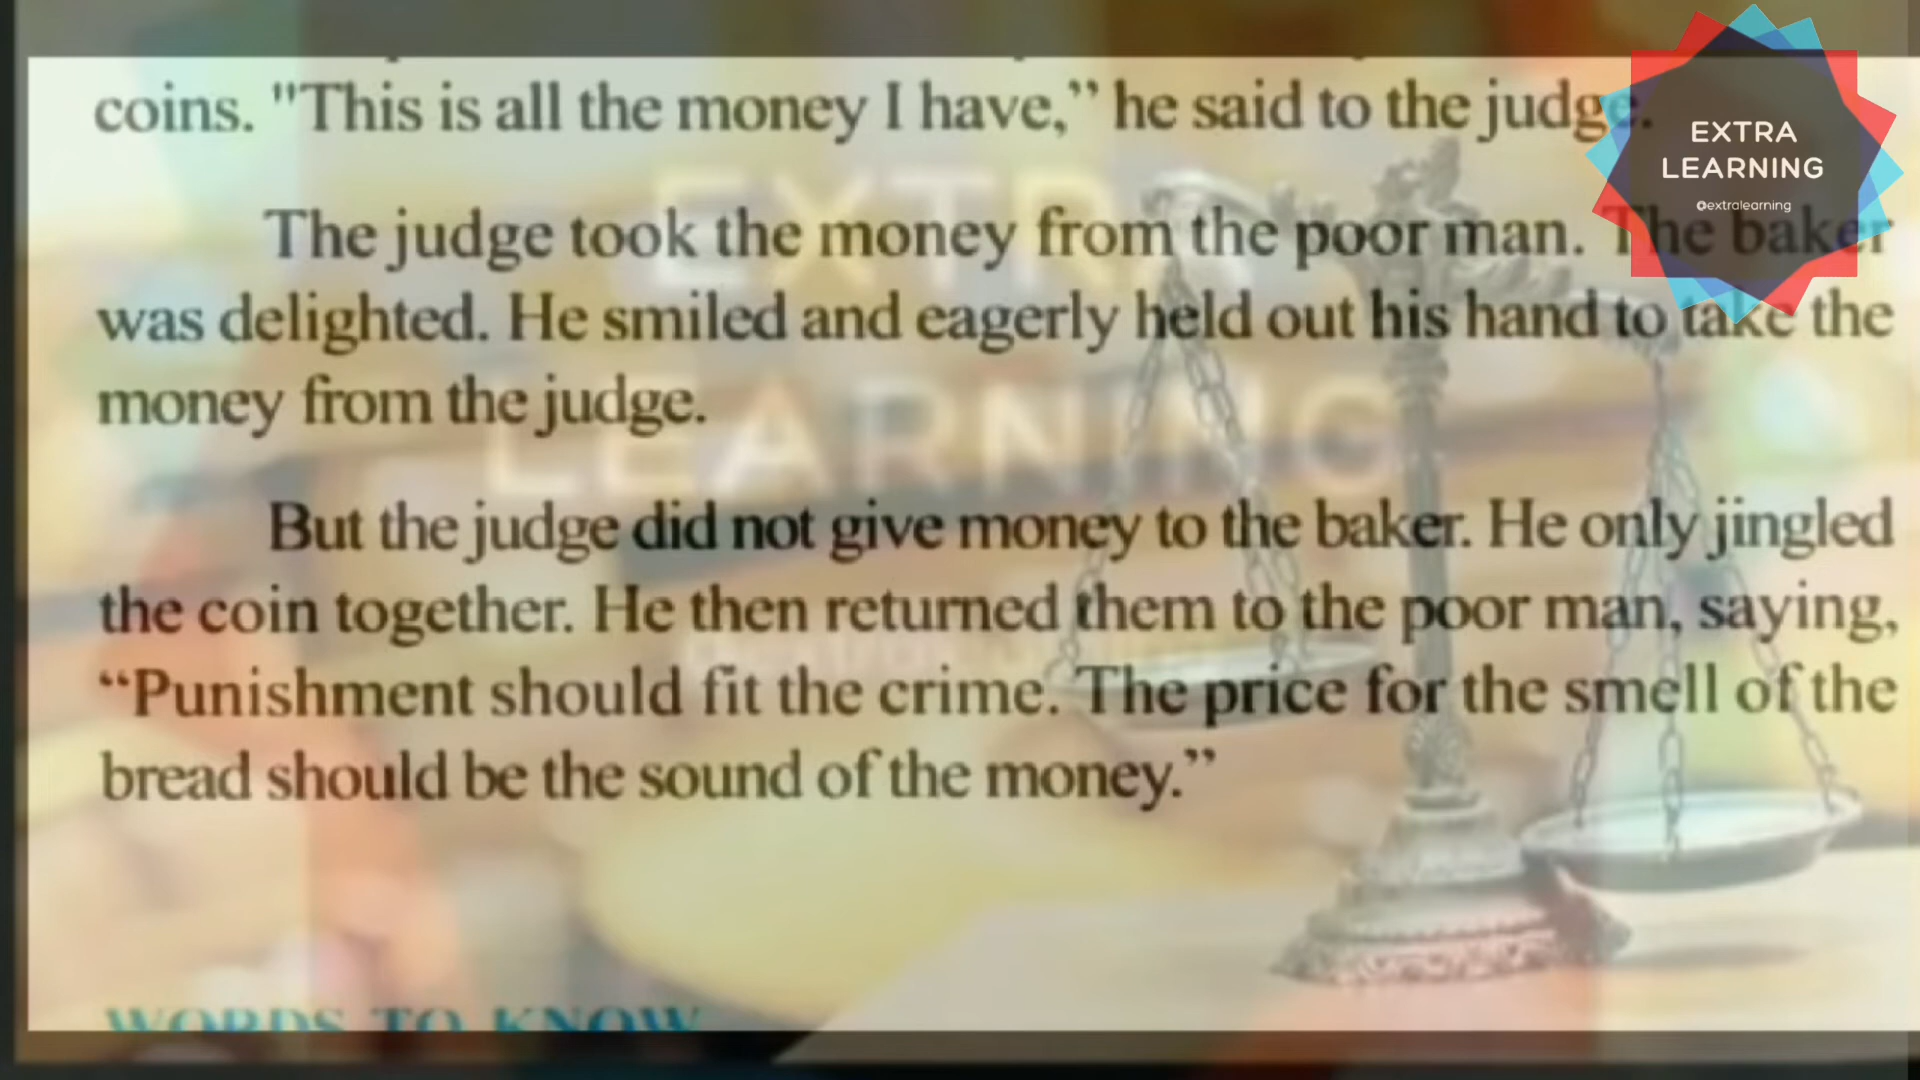 coins. "This is all the money I have,” he said to the judge.
The judge took the money from the poor man. The baker
was delighted. He smiled and eagerly held out his hand to take the
money from the judge.
But the judge did not give money to the baker. He only jingled
the coin together. He then returned them to the poor man, saying,
“Punishment should fit the crime. The price for the smell of the
bread should be the sound of the money.”
WORDS TO KNOW
EXTRA
LEARNING
@extralearning
EXTRA
LEARNING